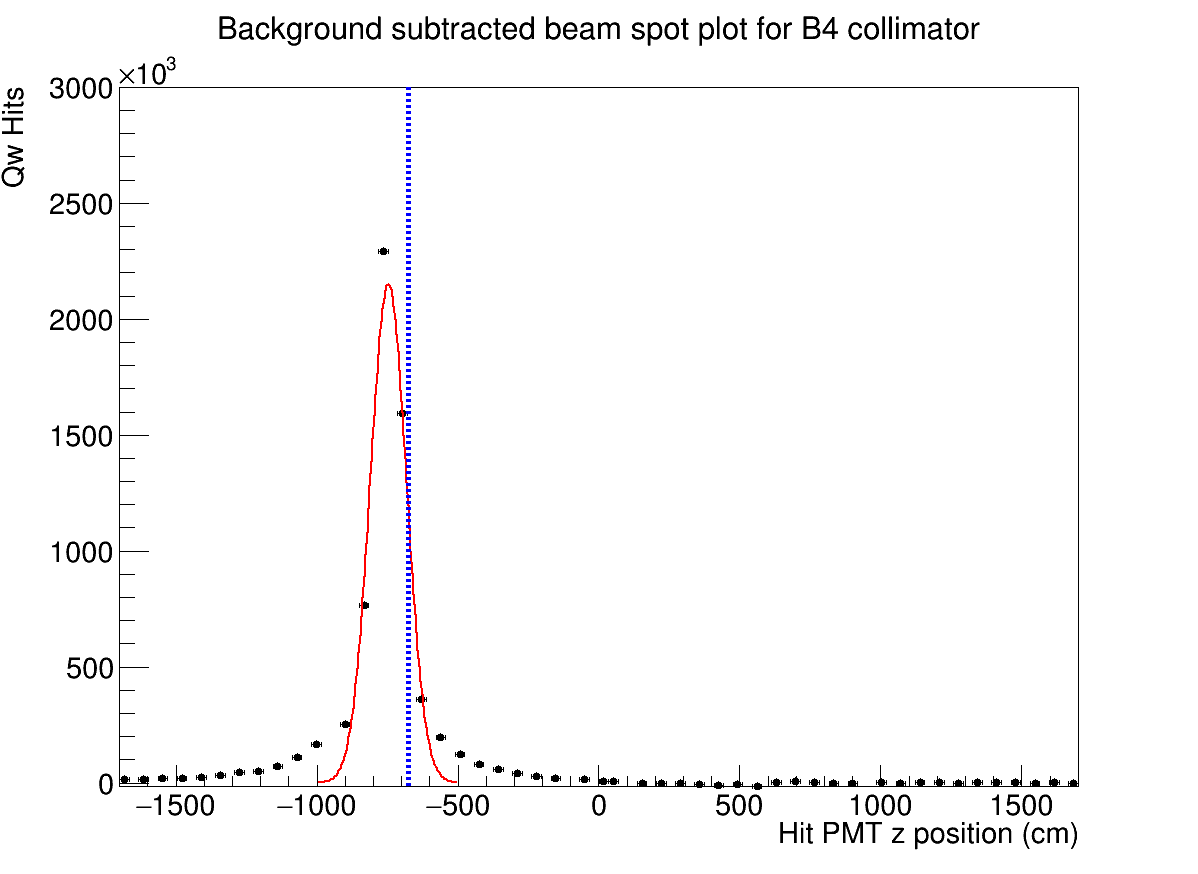 Background subtracted beam spot plot for B4 collimator
×10³
Qw Hits
3000
2500
2000
1500
1000
500
0
−1500 −1000 −500 0 500 1000 1500
Hit PMT z position (cm)